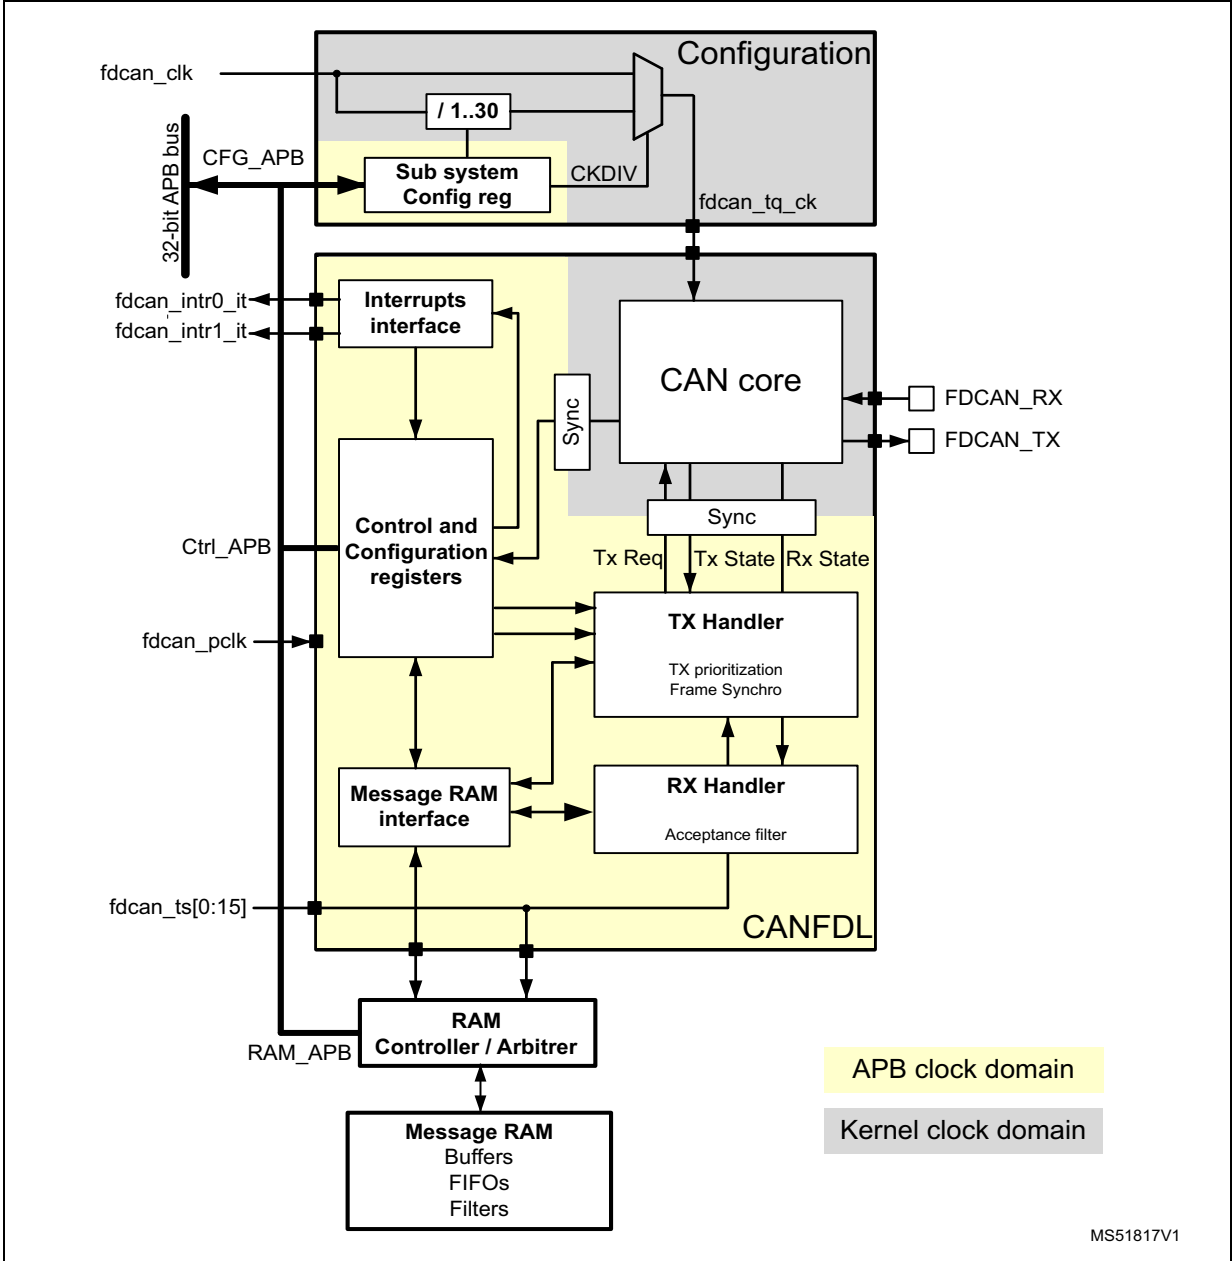 Configuration
fdcan_clk
/ 1..30
32-bit APB bus
CFG_APB
Sub system
Config reg
CKDIV
fdcan_tq_ck
fdcan_intr0_it
fdcan_intr1_it
Interrupts
interface
CAN core
Sync
FDCAN_RX
FDCAN_TX
Sync
Ctrl_APB
Control and
Configuration
registers
Tx Req
Tx State
Rx State
fdcan_pclk
TX Handler
TX prioritization
Frame Synchro
Message RAM
interface
RX Handler
Acceptance filter
fdcan_ts[0:15]
CANFDL
RAM
Controller / Arbitrer
RAM_APB
Message RAM
Buffers
FIFOs
Filters
APB clock domain
Kernel clock domain
MS51817V1